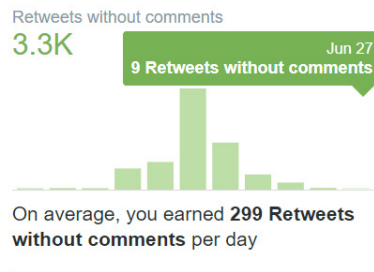 Retweets without comments
3.3K
Jun 27
9 Retweets without comments
On average, you earned 299 Retweets
without comments per day